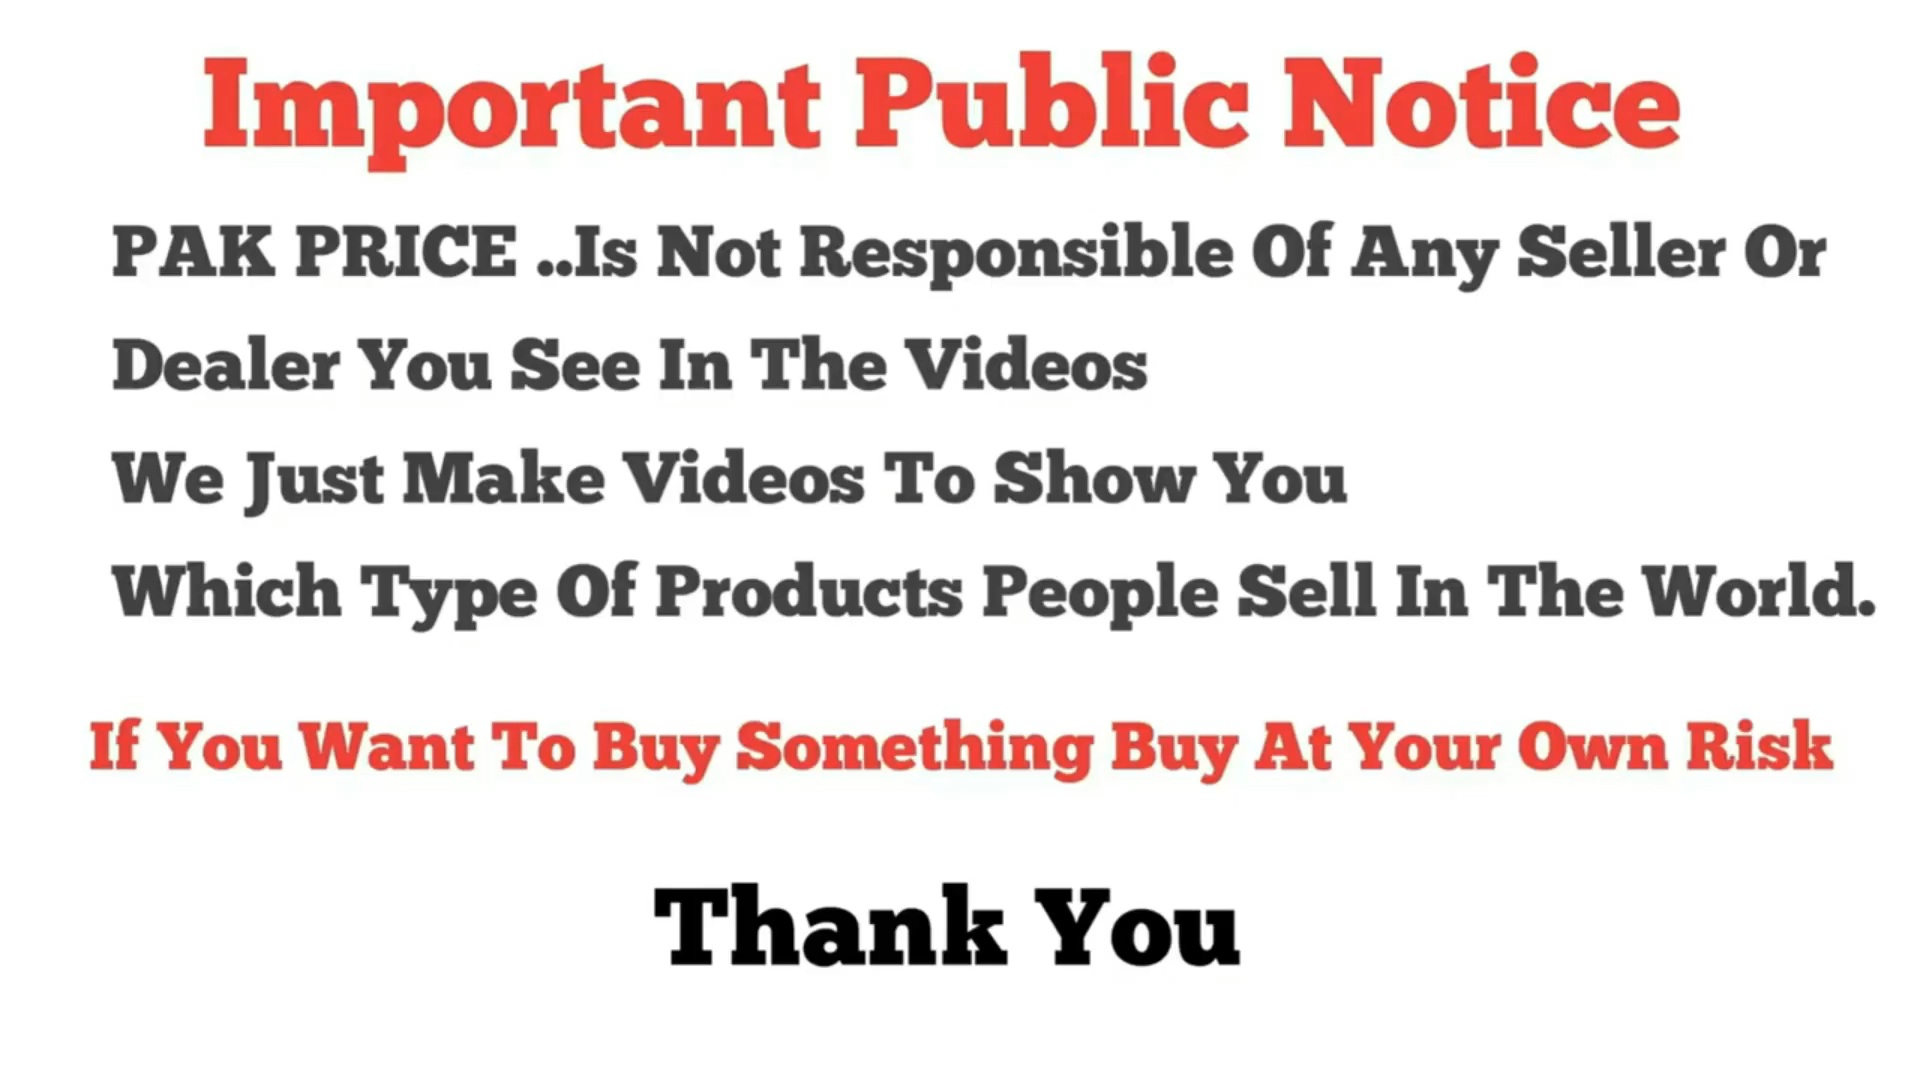 Important Public Notice
PAK PRICE ..Is Not Responsible Of Any Seller Or
Dealer You See In The Videos
We Just Make Videos To Show You
Which Type Of Products People Sell In The World.
If You Want To Buy Something Buy At Your Own Risk
Thank You